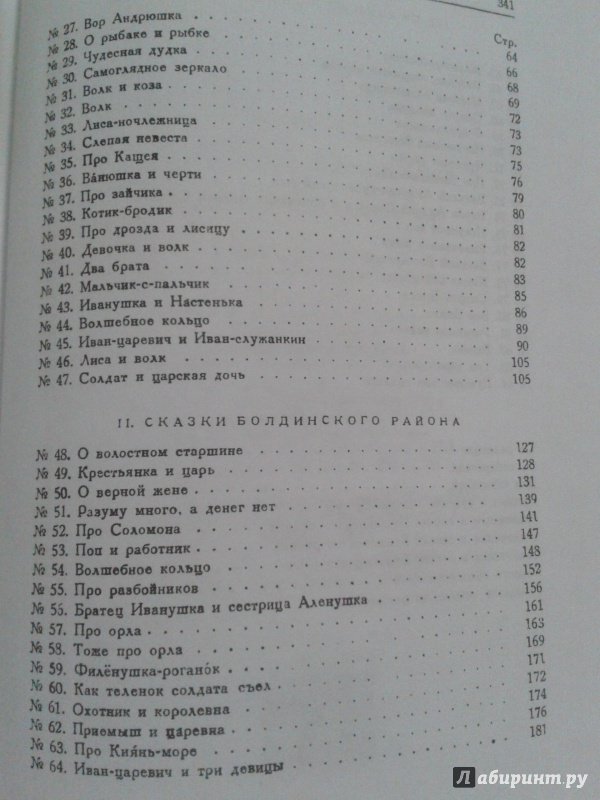 341
Стр.
№ 27. Вор Андрюшка 64
№ 28. О рыбаке и рыбке 66
№ 29. Чудесная дудка 68
№ 30. Самоглядное зеркало 69
№ 31. Волк и коза 72
№ 32. Волк 73
№ 33. Лиса-ночлежница 73
№ 34. Слепая невеста 75
№ 35. Про Кащея 76
№ 36. Ванюшка и черти 79
№ 37. Про зайчика 80
№ 38. Котик-бродик 81
№ 39. Про дрозда и лисицу 82
№ 40. Девочка и волк 82
№ 41. Два брата 83
№ 42. Мальчик-с-пальчик 85
№ 43. Иванушка и Настенька 86
№ 44. Волшебное кольцо 89
№ 45. Иван-царевич и Иван-служанкин 90
№ 46. Лиса и волк 105
№ 47. Солдат и царская дочь 105
II. СКАЗКИ БОЛДИНСКОГО РАЙОНА
№ 48. О волостном старшине 127
№ 49. Крестьянка и царь 128
№ 50. О верной жене 131
№ 51. Разуму много, а денег нет 139
№ 52. Про Соломона 141
№ 53. Поп и работник 147
№ 54. Волшебное кольцо 148
№ 55. Про разбойников 152
№ 56. Братец Иванушка и сестрица Аленушка 156
№ 57. Про орла 161
№ 58. Тоже про орла 163
№ 59. Филёнушка-роганок 169
№ 60. Как теленок солдата съел 171
№ 61. Охотник и королевна 172
№ 62. Приемыш и царевна 174
№ 63. Про Киянь-море 176
№ 64. Иван-царевич и три девицы 181
Лабиринт.ру